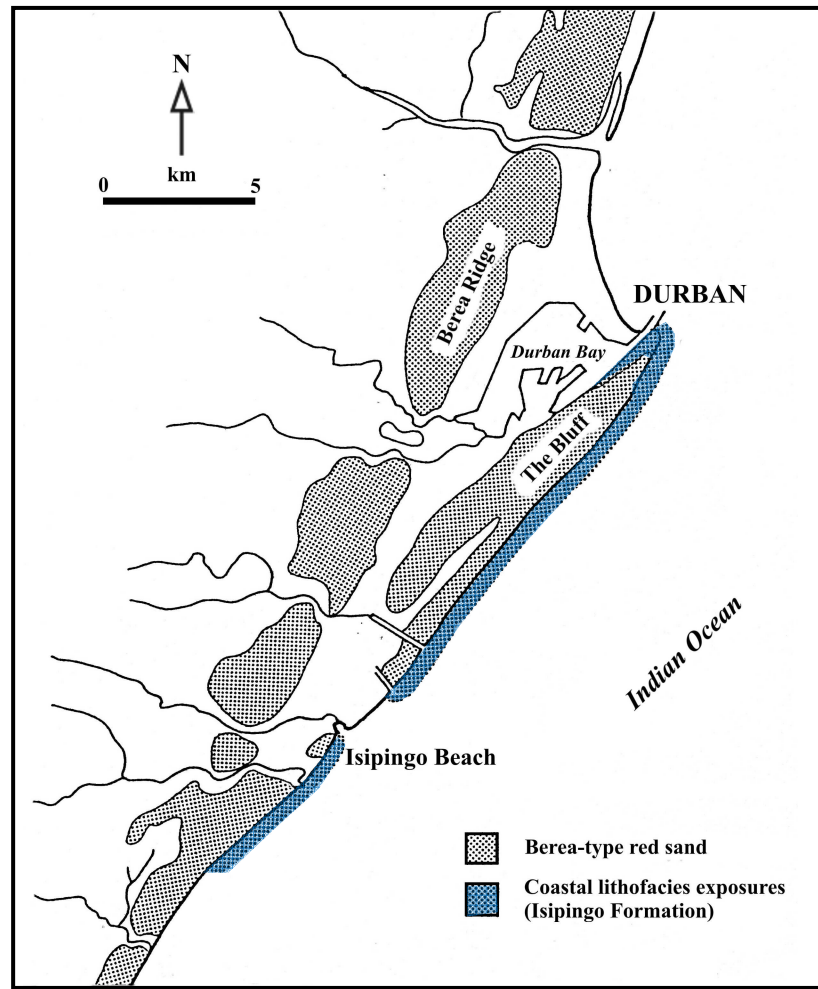 N
km
0 5
Berea Ridge
DURBAN
Durban Bay
The Bluff
Indian Ocean
Isipingo Beach
Berea-type red sand
Coastal lithofacies exposures
(Isipingo Formation)